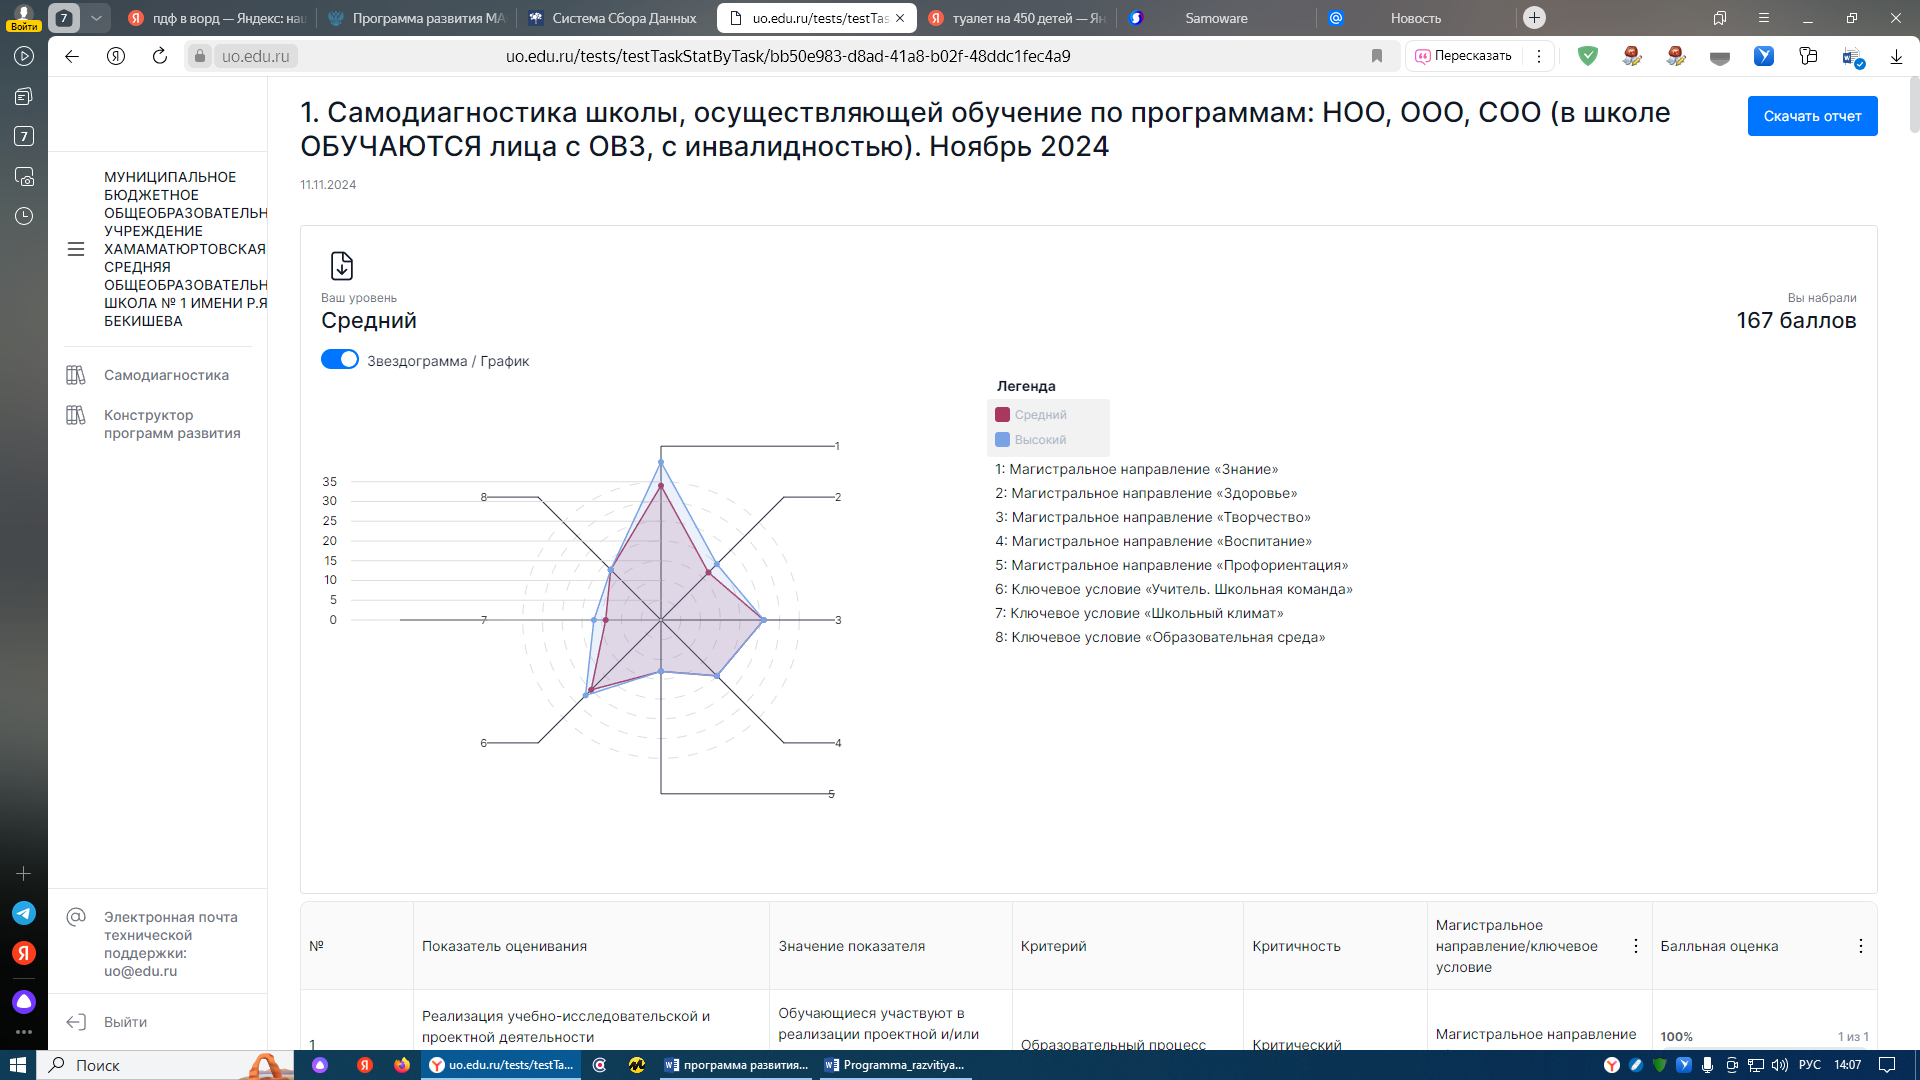 Войти
7
пдф в ворд — Яндекс: на
Программа развития МА
Система Сбора Данных
uo.edu.ru/tests/testTas
туалет на 450 детей — Ян
Samoware
Новость
uo.edu.ru
uo.edu.ru/tests/testTaskStatByTask/bb50e983-d8ad-41a8-b02f-48ddc1fec4a9
Пересказать
7
МУНИЦИПАЛЬНОЕ
БЮДЖЕТНОЕ
ОБЩЕОБРАЗОВАТЕЛЬН
УЧРЕЖДЕНИЕ
ХАМАМАТЮРТОВСКАЯ
СРЕДНЯЯ
ОБЩЕОБРАЗОВАТЕЛЬН
ШКОЛА № 1 ИМЕНИ Р.Я
БЕКИШЕВА
Самодиагностика
Конструктор
программ развития
Электронная почта
технической
поддержки:
uo@edu.ru
Выйти
1. Самодиагностика школы, осуществляющей обучение по программам: НОО, ООО, СОО (в школе
ОБУЧАЮТСЯ лица с ОВЗ, с инвалидностью). Ноябрь 2024
11.11.2024
Скачать отчет
Ваш уровень
Средний
Вы набрали
167 баллов
Звездограмма / График
35
30
25
20
15
10
5
0
1
2
3
4
5
6
7
8
Легенда
Средний
Высокий
1: Магистральное направление «Знание»
2: Магистральное направление «Здоровье»
3: Магистральное направление «Творчество»
4: Магистральное направление «Воспитание»
5: Магистральное направление «Профориентация»
6: Ключевое условие «Учитель. Школьная команда»
7: Ключевое условие «Школьный климат»
8: Ключевое условие «Образовательная среда»
№
Показатель оценивания
Значение показателя
Критерий
Критичность
Магистральное
направление/ключевое
условие
Балльная оценка
1
Реализация учебно-исследовательской и
проектной деятельности
Обучающиеся участвуют в
реализации проектной и/или
Образовательный процесс
Критический
Магистральное направление
100%
1 из 1
Поиск
uo.edu.ru/tests/testTa...
программа развития...
Programma_razvitiya...
РУС
14:07